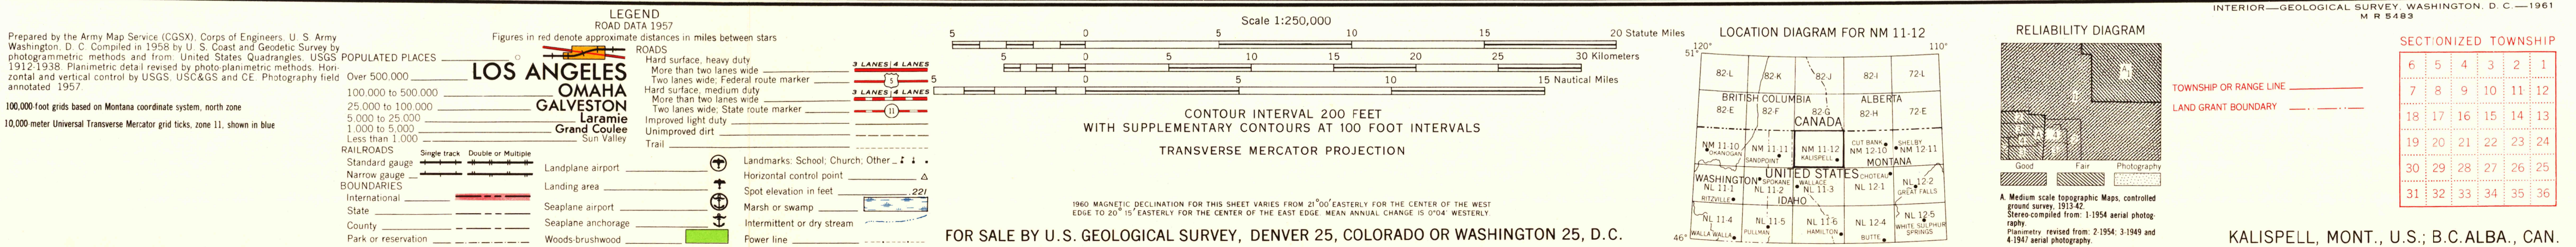 INTERIOR—GEOLOGICAL SURVEY, WASHINGTON, D. C.—1961
M R 5483
Prepared by the Army Map Service (CGSX), Corps of Engineers, U. S. Army
Washington, D. C. Compiled in 1958 by U. S. Coast and Geodetic Survey by
photogrammetric methods and from: United States Quadrangles, USGS
1912-1938. Planimetric detail revised by photo-planimetric methods. Hori-
zontal and vertical control by USGS, USC&GS and CE. Photography field
annotated 1957.
100,000-foot grids based on Montana coordinate system, north zone
10,000-meter Universal Transverse Mercator grid ticks, zone 11, shown in blue
LEGEND
ROAD DATA 1957
Figures in red denote approximate distances in miles between stars
POPULATED PLACES
Over 500,000 LOS ANGELES
100,000 to 500,000 OMAHA
25,000 to 100,000 GALVESTON
5,000 to 25,000 Laramie
1,000 to 5,000 Grand Coulee
Less than 1,000 Sun Valley
RAILROADS
Single track Double or Multiple
Standard gauge
Narrow gauge
BOUNDARIES
International
State
County
Park or reservation
ROADS
Hard surface, heavy duty
3 LANES 4 LANES
More than two lanes wide
Two lanes wide; Federal route marker 5
Hard surface, medium duty
3 LANES 4 LANES
More than two lanes wide
Two lanes wide; State route marker 11
Improved light duty
Unimproved dirt
Trail
Landplane airport
Landing area
Seaplane airport
Seaplane anchorage
Woods-brushwood
Landmarks: School; Church; Other
Horizontal control point
Spot elevation in feet .221
Marsh or swamp
Intermittent or dry stream
Power line
Scale 1:250,000
5 0 5 10 15 20 Statute Miles
5 0 5 10 15 20 25 30 Kilometers
5 0 5 10 15 Nautical Miles
CONTOUR INTERVAL 200 FEET
WITH SUPPLEMENTARY CONTOURS AT 100 FOOT INTERVALS
TRANSVERSE MERCATOR PROJECTION
1960 MAGNETIC DECLINATION FOR THIS SHEET VARIES FROM 21°00' EASTERLY FOR THE CENTER OF THE WEST
EDGE TO 20° 15' EASTERLY FOR THE CENTER OF THE EAST EDGE. MEAN ANNUAL CHANGE IS 0°04' WESTERLY.
FOR SALE BY U.S. GEOLOGICAL SURVEY, DENVER 25, COLORADO OR WASHINGTON 25, D.C.
LOCATION DIAGRAM FOR NM 11-12
120° 110°
51°
82-L 82-K 82-J 82-I 72-L
BRITISH COLUMBIA ALBERTA
82-E 82-F 82-G 82-H 72-E
CANADA
NM 11-10 NM 11-11 NM 11-12 NM 12-10 NM 12-11
OKANOGAN SANDPOINT KALISPELL CUT BANK SHELBY
MONTANA
UNITED STATES
WASHINGTON SPOKANE WALLACE CHOTEAU GREAT FALLS
NL 11-1 NL 11-2 NL 11-3 NL 12-1 NL 12-2
RITZVILLE IDAHO
NL 11-4 NL 11-5 NL 11-6 NL 12-4 NL 12-5
WALLA WALLA PULLMAN HAMILTON BUTTE WHITE SULPHUR SPRINGS
46°
RELIABILITY DIAGRAM
Good Fair Photography
A. Medium scale topographic Maps, controlled
ground survey, 1913-42.
Stereo-compiled from: 1-1954 aerial photog-
raphy.
Planimetry revised from: 2-1954; 3-1949 and
4-1947 aerial photography.
TOWNSHIP OR RANGE LINE
LAND GRANT BOUNDARY
SECTIONIZED TOWNSHIP
6 5 4 3 2 1
7 8 9 10 11 12
18 17 16 15 14 13
19 20 21 22 23 24
30 29 28 27 26 25
31 32 33 34 35 36
KALISPELL, MONT., U.S.; B.C.ALBA., CAN.